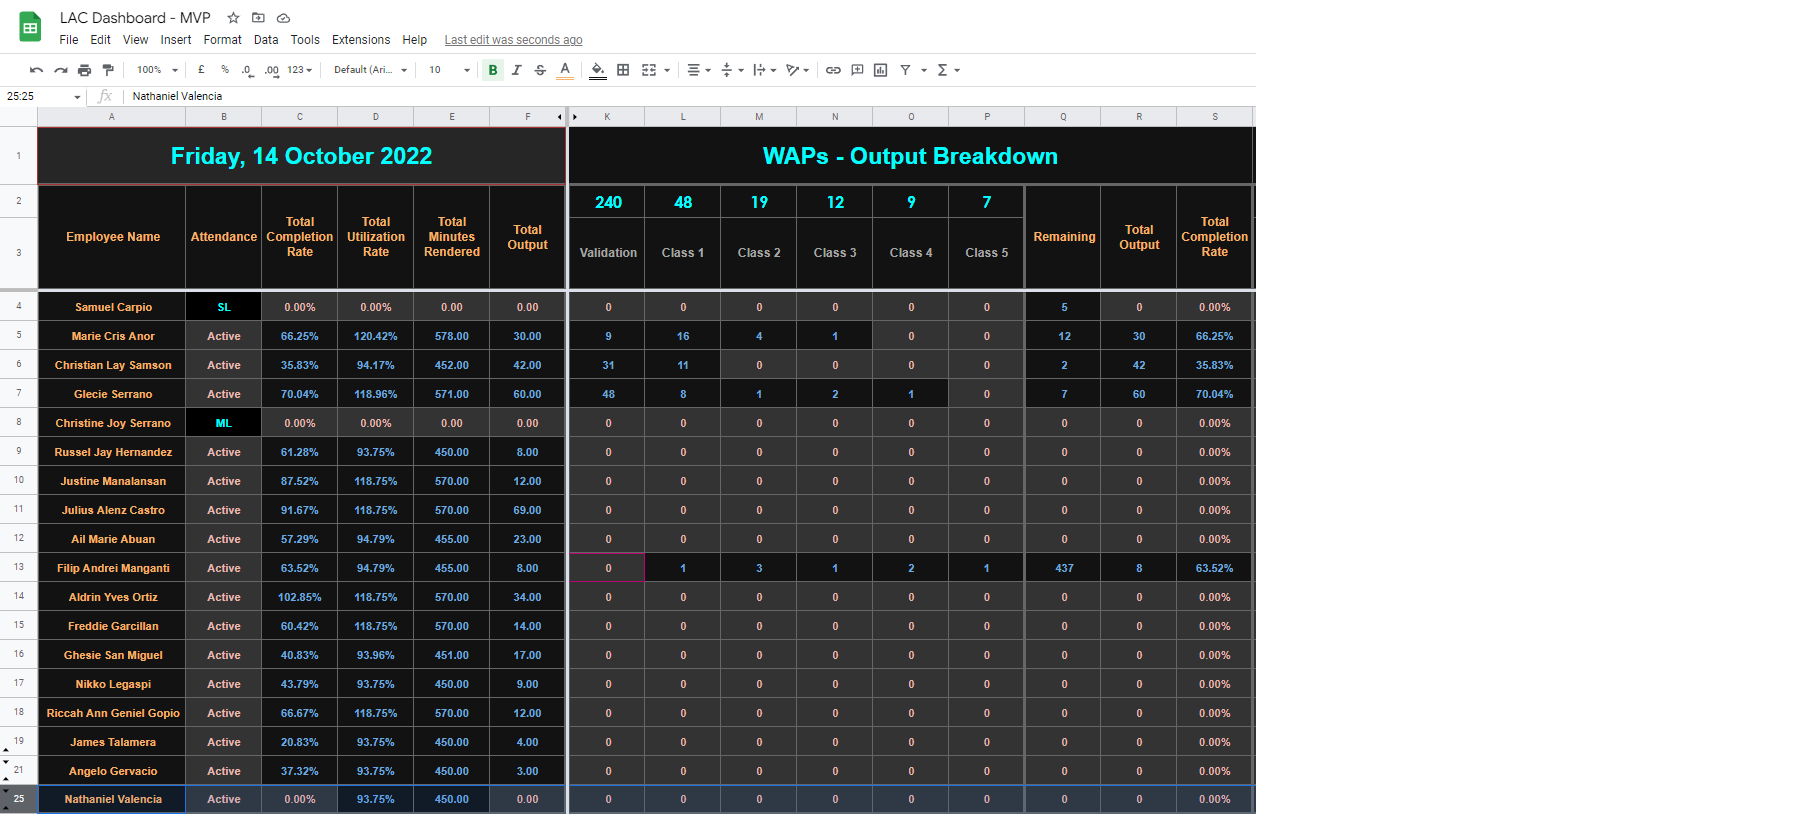 LAC Dashboard - MVP
File Edit View Insert Format Data Tools Extensions Help Last edit was seconds ago
100% £ % .0 .00 123 Default (Ari... 10 B I S A Σ
25:25 fx Nathaniel Valencia
A B C D E F K L M N O P Q R S
1 Friday, 14 October 2022 WAPs - Output Breakdown
2 240 48 19 12 9 7
3 Employee Name Attendance Total Completion Rate Total Utilization Rate Total Minutes Rendered Total Output Validation Class 1 Class 2 Class 3 Class 4 Class 5 Remaining Total Output Total Completion Rate
4 Samuel Carpio SL 0.00% 0.00% 0.00 0.00 0 0 0 0 0 0 5 0 0.00%
5 Marie Cris Anor Active 66.25% 120.42% 578.00 30.00 9 16 4 1 0 0 12 30 66.25%
6 Christian Lay Samson Active 35.83% 94.17% 452.00 42.00 31 11 0 0 0 0 2 42 35.83%
7 Glecie Serrano Active 70.04% 118.96% 571.00 60.00 48 8 1 2 1 0 7 60 70.04%
8 Christine Joy Serrano ML 0.00% 0.00% 0.00 0.00 0 0 0 0 0 0 0 0 0.00%
9 Russel Jay Hernandez Active 61.28% 93.75% 450.00 8.00 0 0 0 0 0 0 0 0 0.00%
10 Justine Manalansan Active 87.52% 118.75% 570.00 12.00 0 0 0 0 0 0 0 0 0.00%
11 Julius Alenz Castro Active 91.67% 118.75% 570.00 69.00 0 0 0 0 0 0 0 0 0.00%
12 Ail Marie Abuan Active 57.29% 94.79% 455.00 23.00 0 0 0 0 0 0 0 0 0.00%
13 Filip Andrei Manganti Active 63.52% 94.79% 455.00 8.00 0 1 3 1 2 1 437 8 63.52%
14 Aldrin Yves Ortiz Active 102.85% 118.75% 570.00 34.00 0 0 0 0 0 0 0 0 0.00%
15 Freddie Garcillan Active 60.42% 118.75% 570.00 14.00 0 0 0 0 0 0 0 0 0.00%
16 Ghesie San Miguel Active 40.83% 93.96% 451.00 17.00 0 0 0 0 0 0 0 0 0.00%
17 Nikko Legaspi Active 43.79% 93.75% 450.00 9.00 0 0 0 0 0 0 0 0 0.00%
18 Riccah Ann Geniel Gopio Active 66.67% 118.75% 570.00 12.00 0 0 0 0 0 0 0 0 0.00%
19 James Talamera Active 20.83% 93.75% 450.00 4.00 0 0 0 0 0 0 0 0 0.00%
21 Angelo Gervacio Active 37.32% 93.75% 450.00 3.00 0 0 0 0 0 0 0 0 0.00%
25 Nathaniel Valencia Active 0.00% 93.75% 450.00 0.00 0 0 0 0 0 0 0 0 0.00%